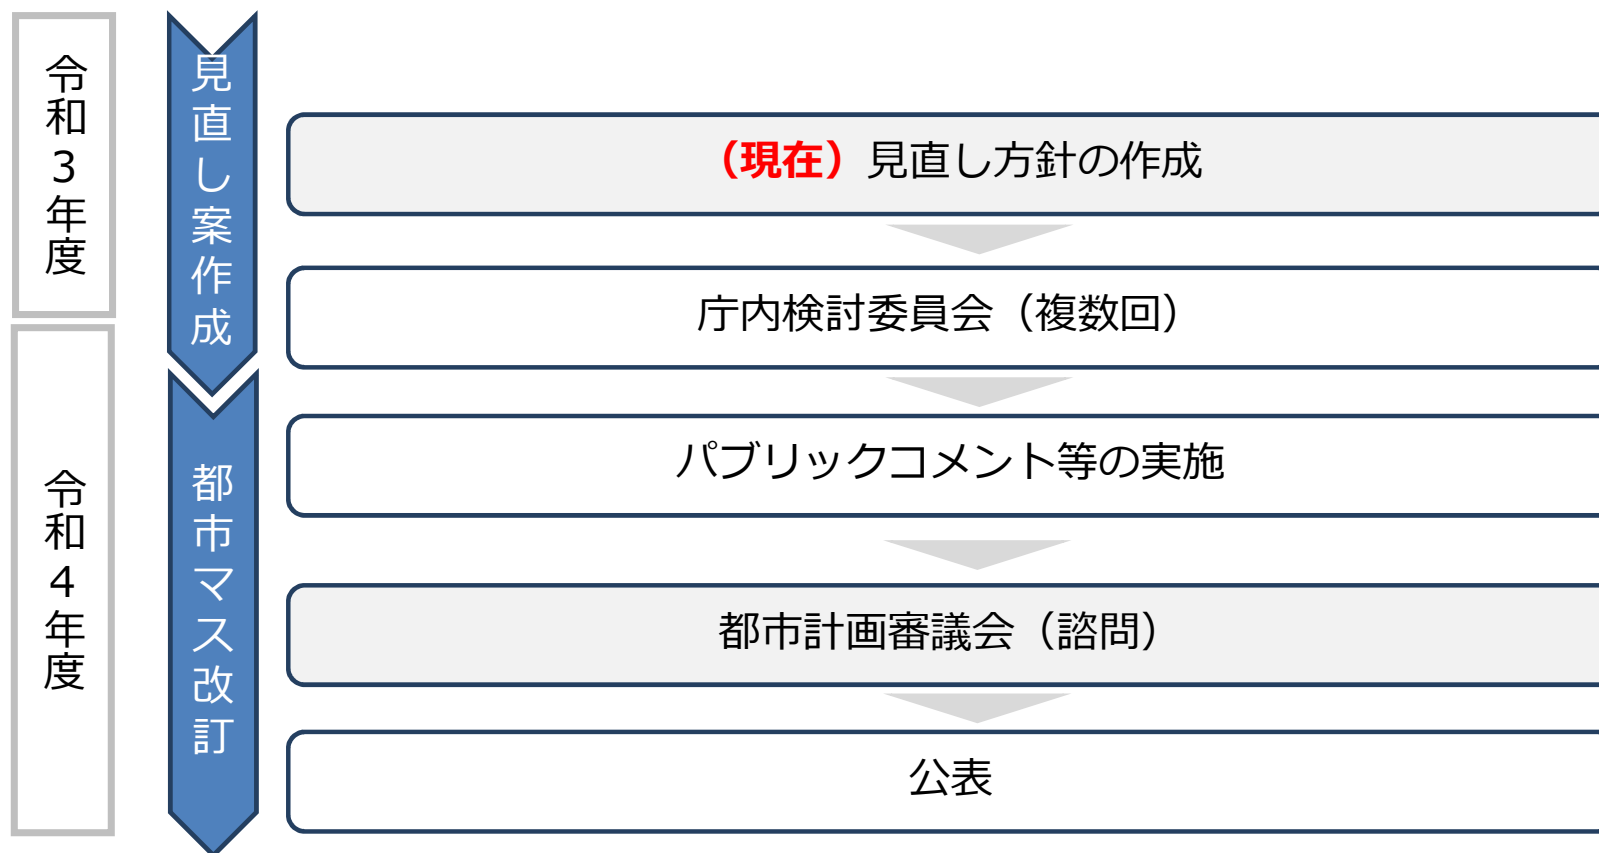 令和３年度
見直し案作成
（現在）見直し方針の作成
庁内検討委員会（複数回）
令和４年度
都市マス改訂
パブリックコメント等の実施
都市計画審議会（諮問）
公表